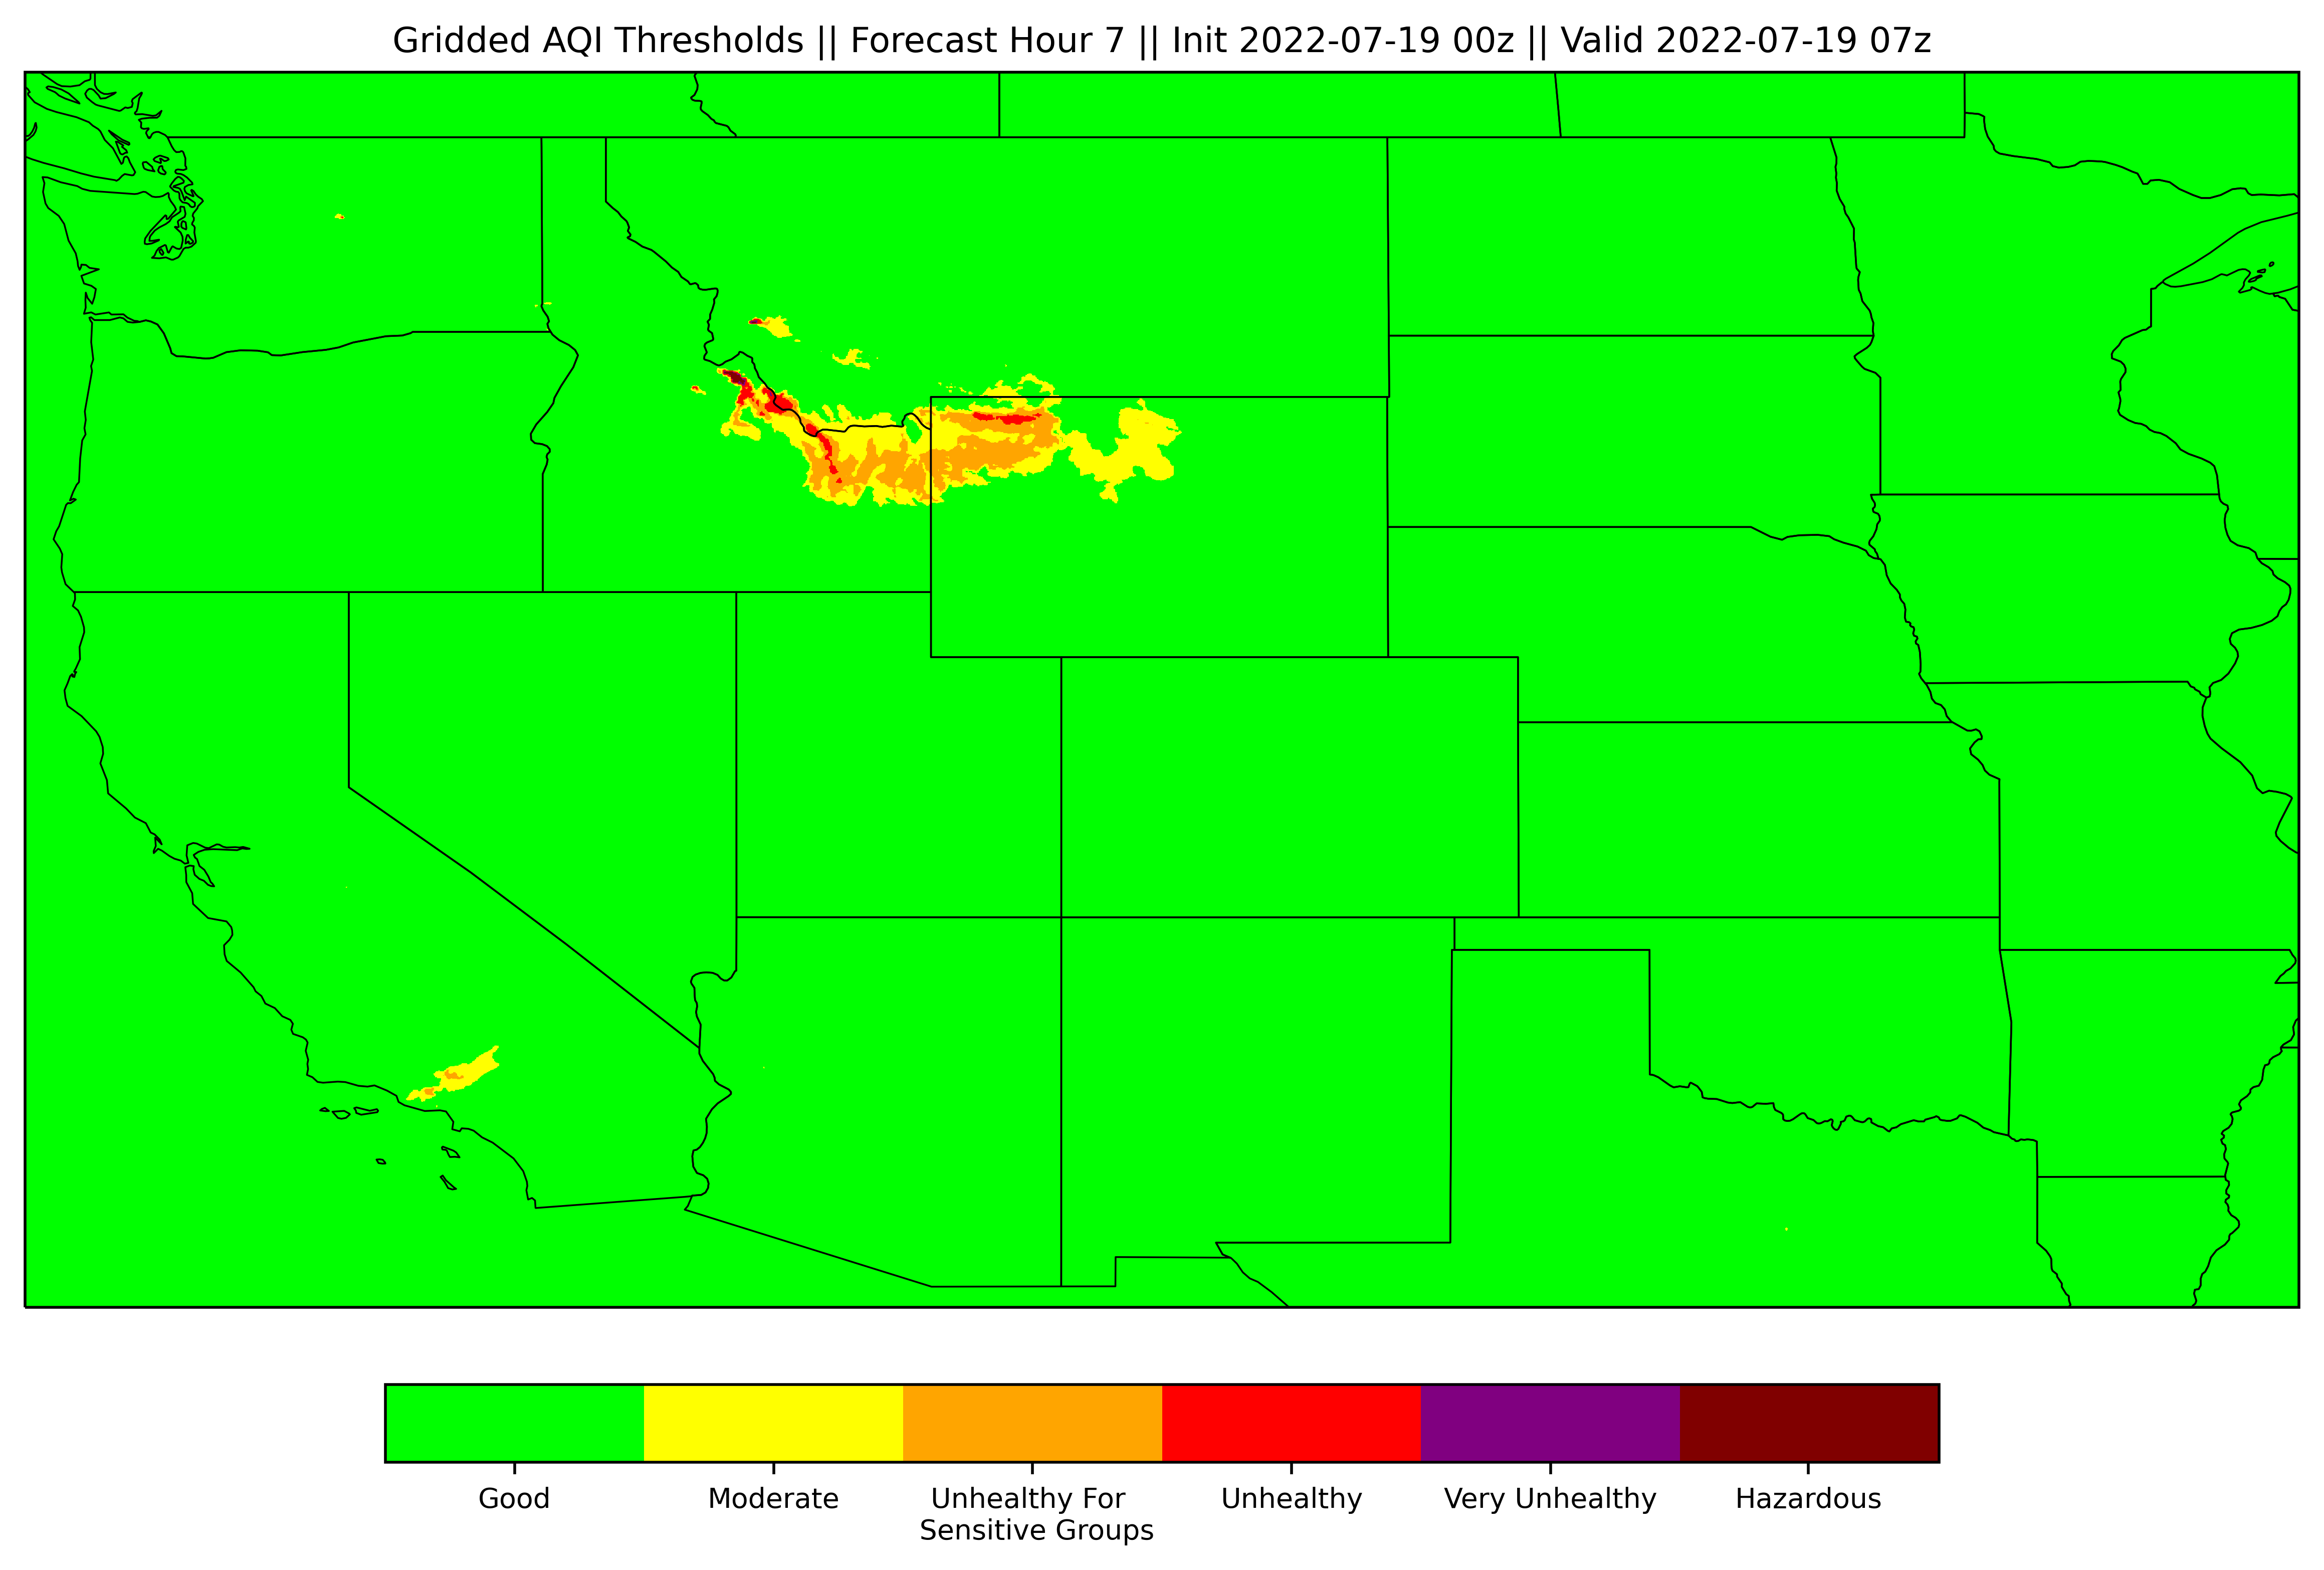 Gridded AQI Thresholds || Forecast Hour 7 || Init 2022-07-19 00z || Valid 2022-07-19 07z
Good
Moderate
Unhealthy For
Sensitive Groups
Unhealthy
Very Unhealthy
Hazardous